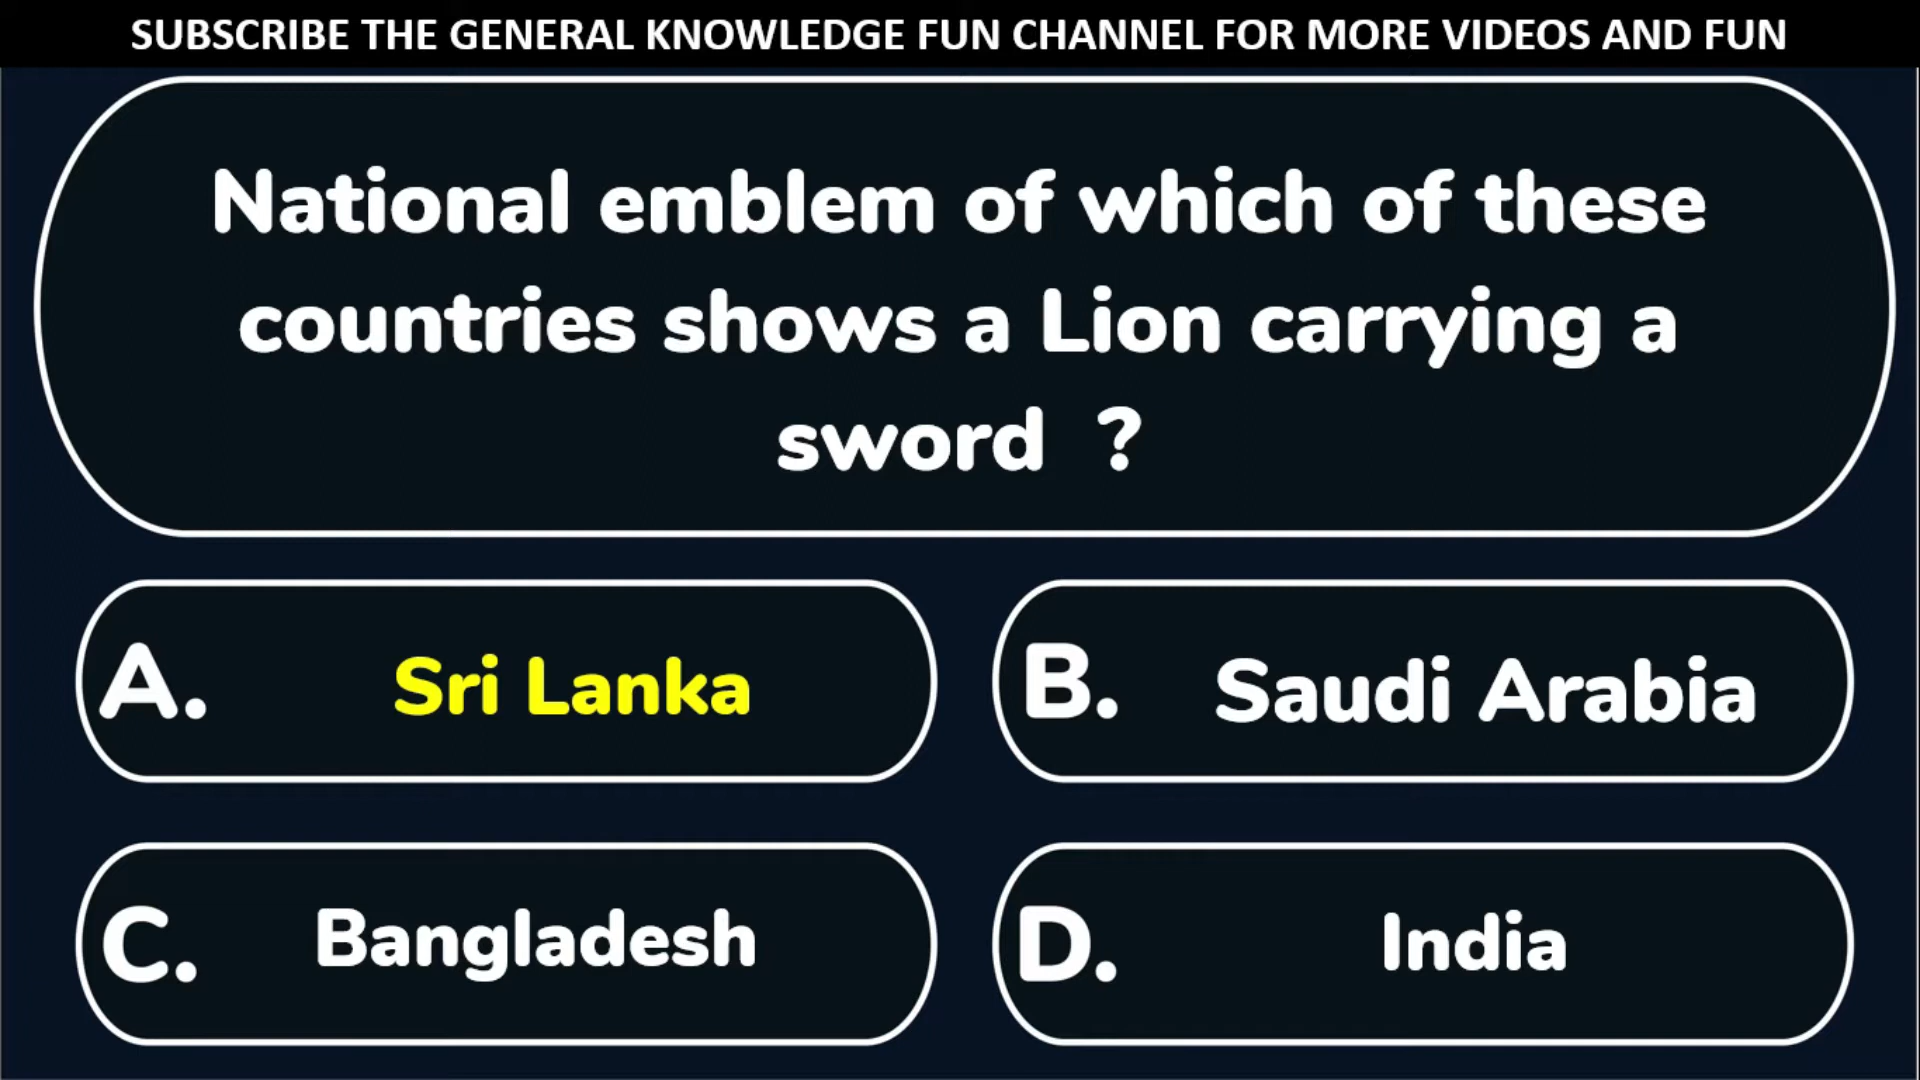 SUBSCRIBE THE GENERAL KNOWLEDGE FUN CHANNEL FOR MORE VIDEOS AND FUN
National emblem of which of these
countries shows a Lion carrying a
sword ?
A. Sri Lanka
B. Saudi Arabia
C. Bangladesh
D. India